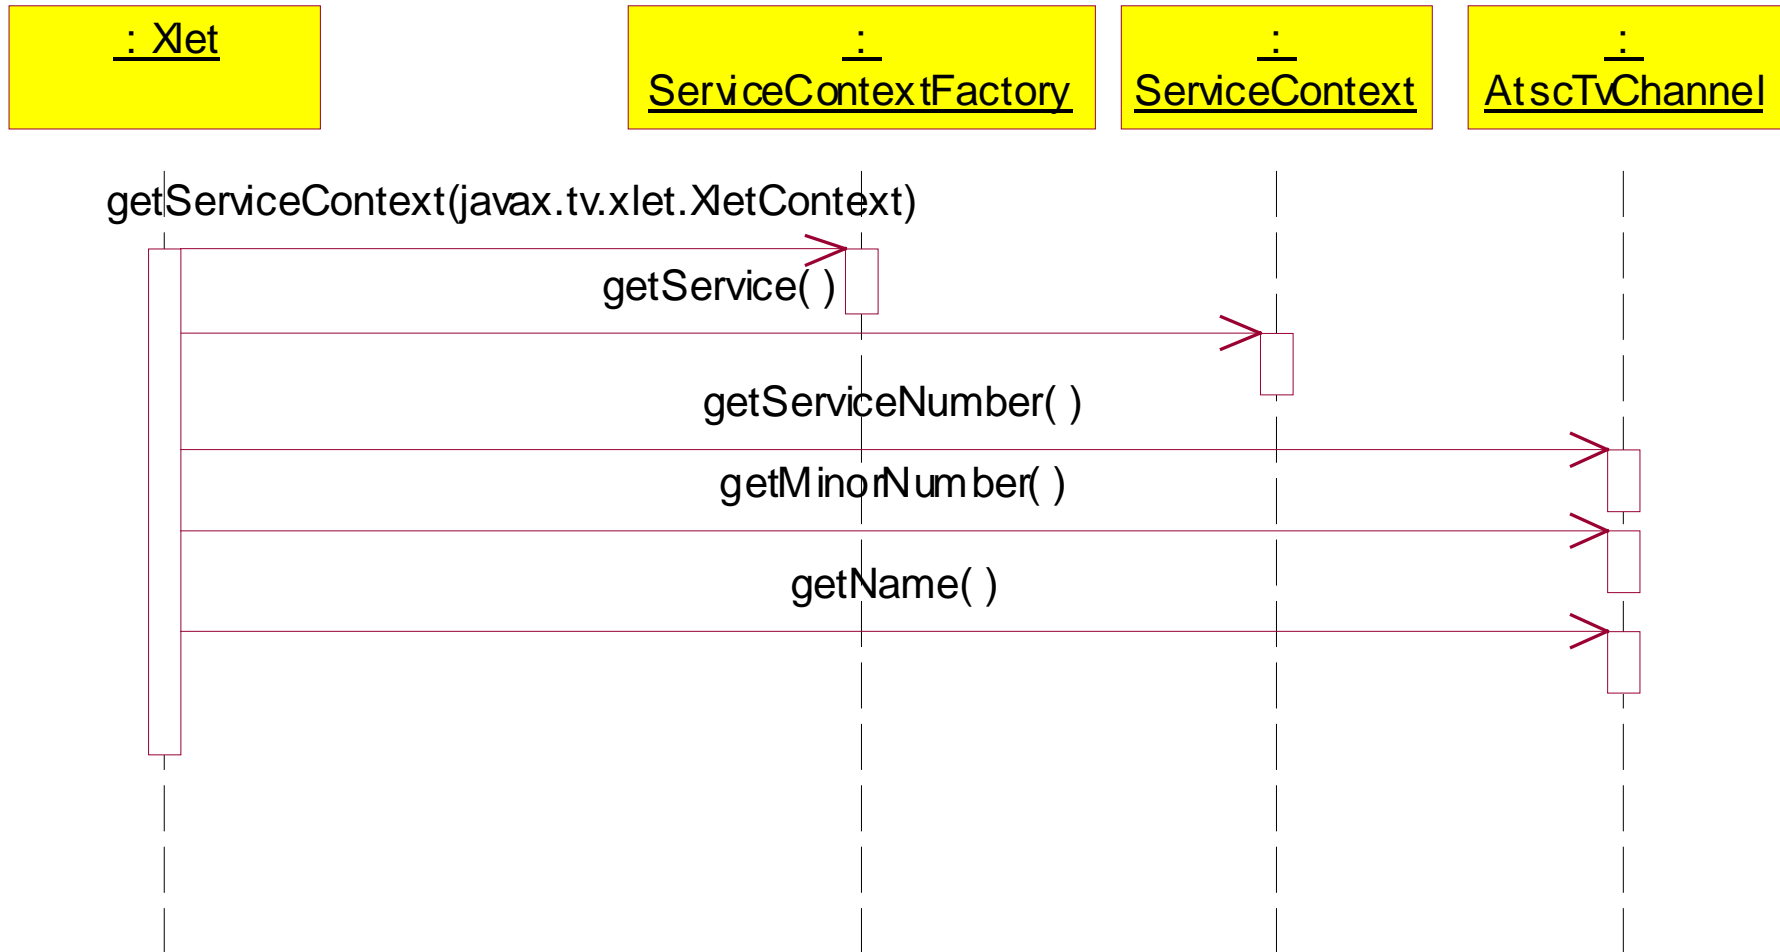 : Xlet
:
ServiceContextFactory
:
ServiceContext
:
AtscTvChannel
getServiceContext(javax.tv.xlet.XletContext)
getService( )
getServiceNumber( )
getMinorNumber( )
getName( )